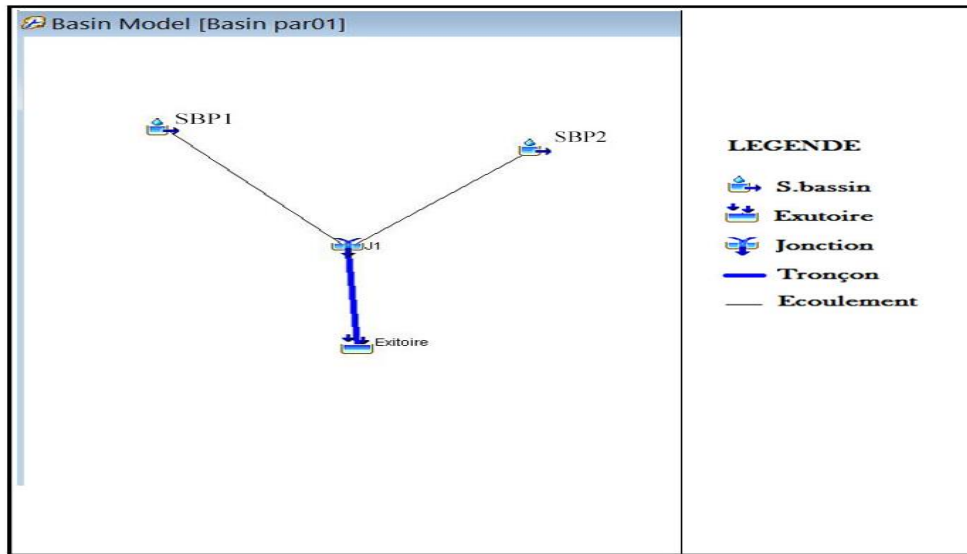 Basin Model [Basin par01]
SBP1
SBP2
J1
Exitoire
LEGENDE
S.bassin
Exutoire
Jonction
Tronçon
Ecoulement